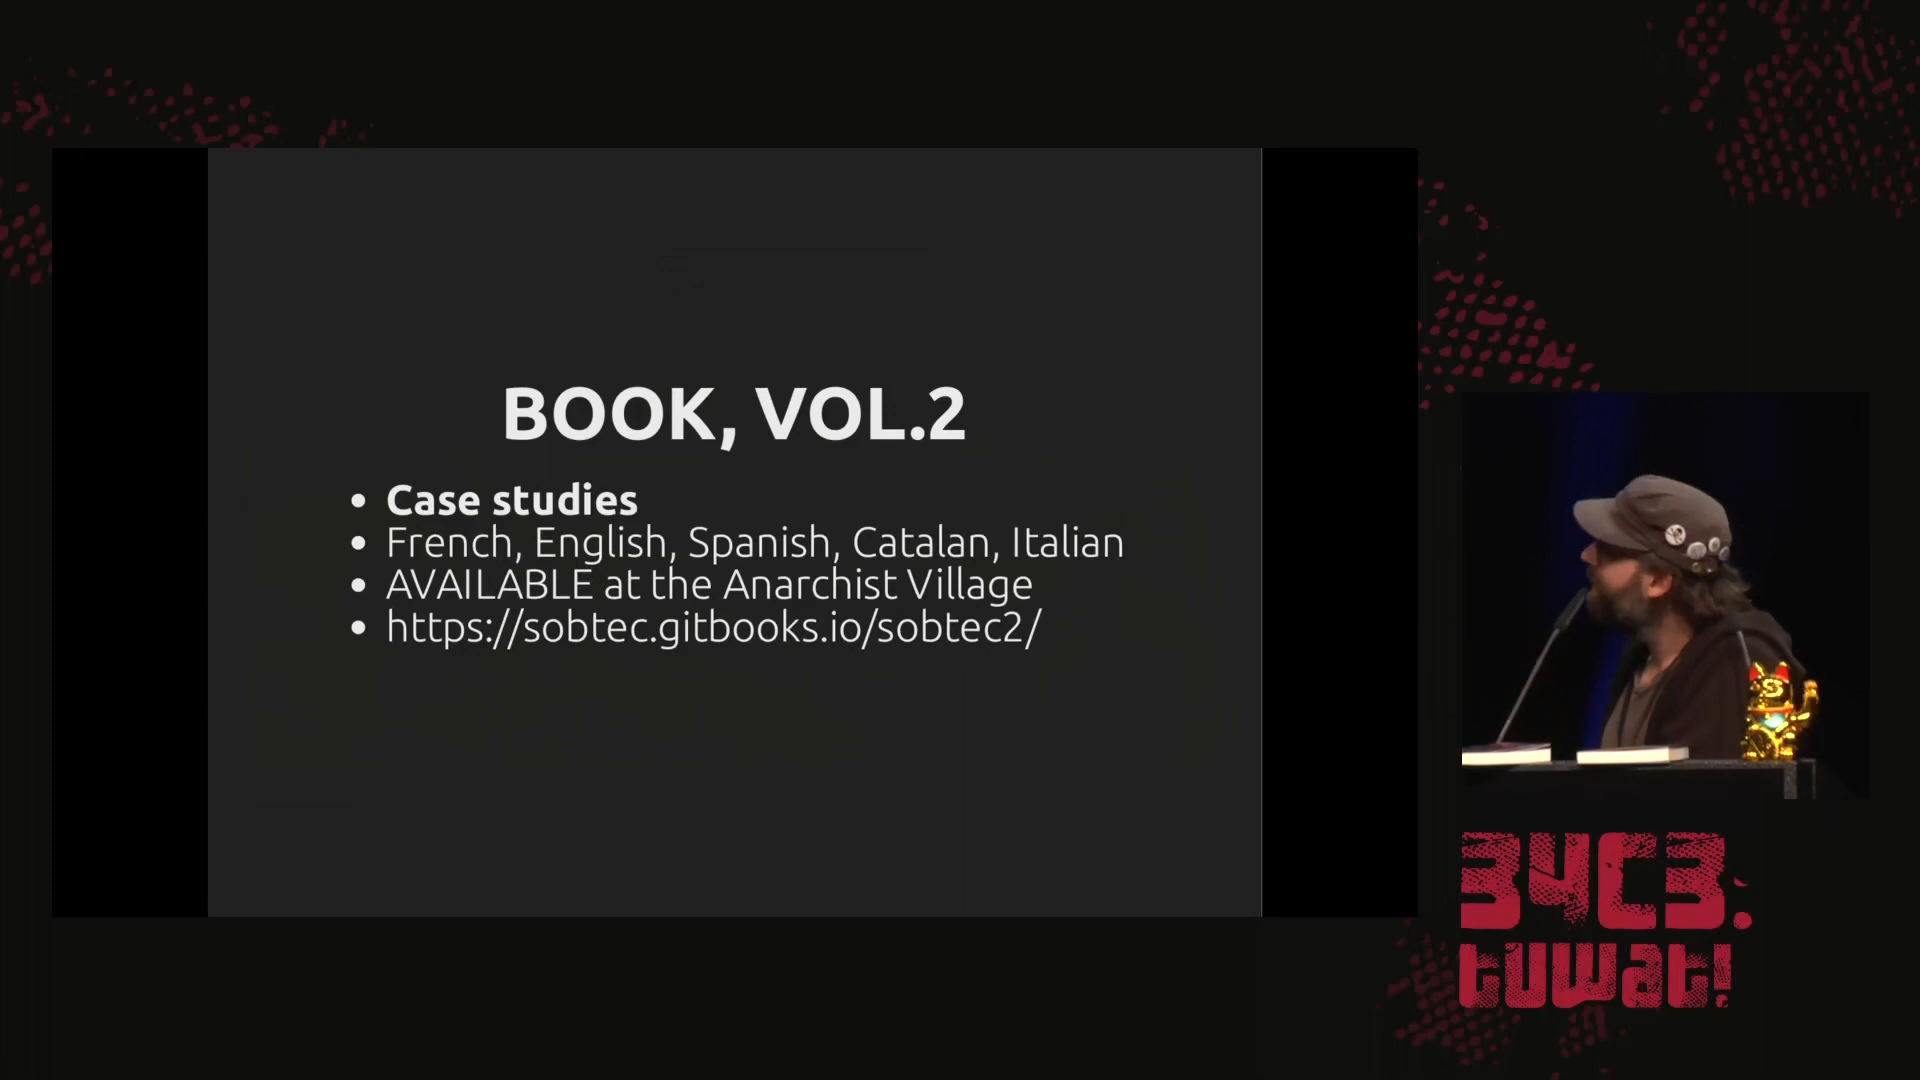 BOOK, VOL.2
• Case studies
• French, English, Spanish, Catalan, Italian
• AVAILABLE at the Anarchist Village
• https://sobtec.gitbooks.io/sobtec2/
34C3.
tuwat!